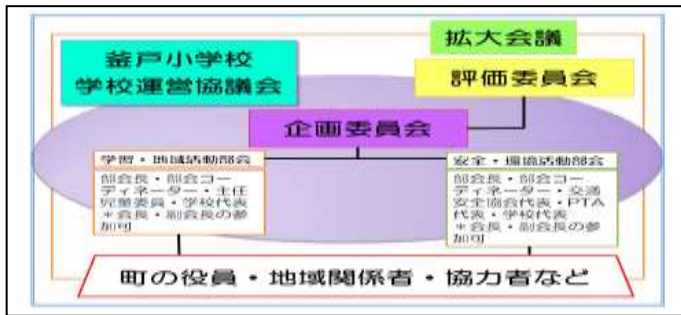 釜戸小学校
学校運営協議会
拡大会議
評価委員会
企画委員会
学習・地域活動部会
部会長・部会コー
ディネーター・主任
児童委員・学校代表
*会長・副会長の参
加可
安全・環境活動部会
部会長・部会コー
ディネーター・交通
安全協会代表・PTA
代表・学校代表
*会長・副会長の参
加可
町の役員・地域関係者・協力者など